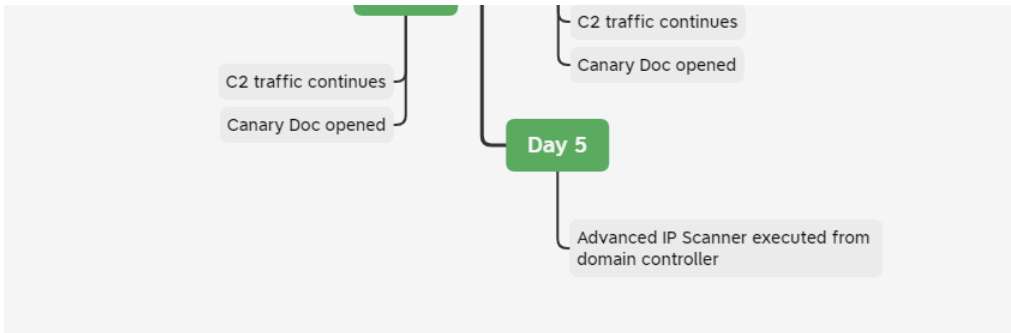 C2 traffic continues
Canary Doc opened
C2 traffic continues
Canary Doc opened
Day 5
Advanced IP Scanner executed from
domain controller